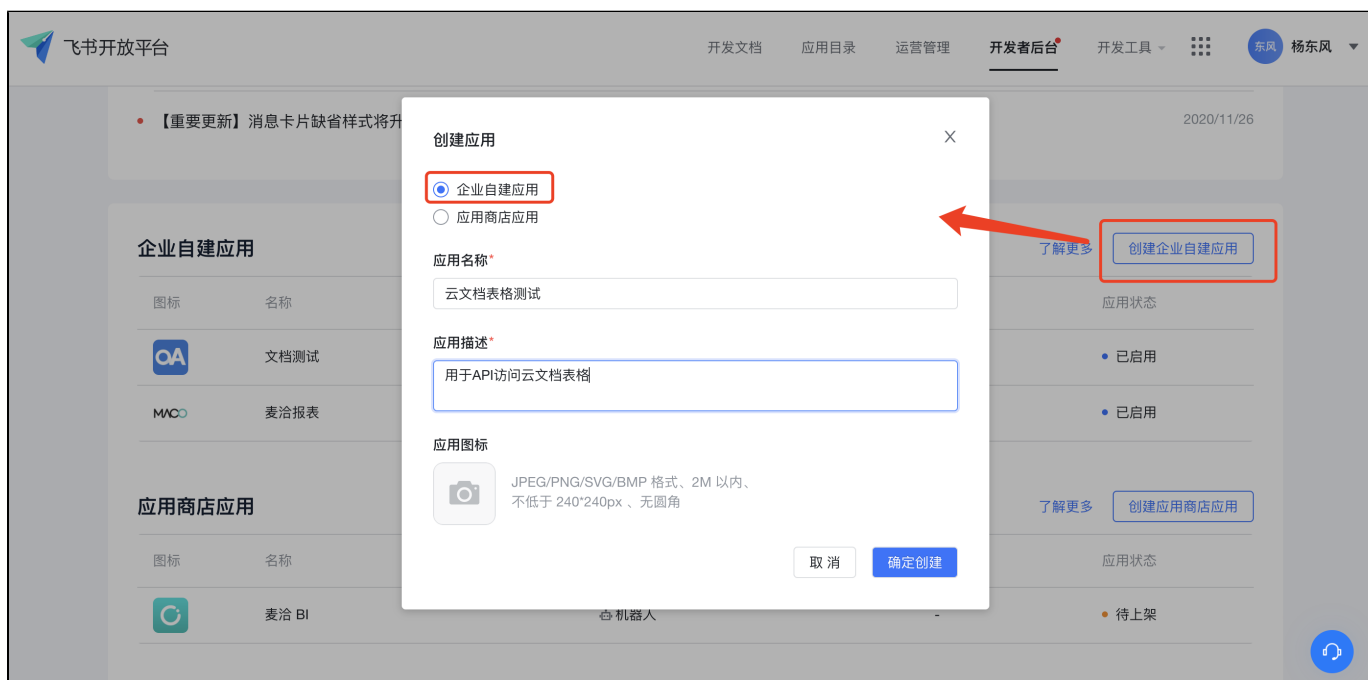 飞书开放平台
开发文档 应用目录 运营管理 开发者后台 开发工具 东风 杨东风
【重要更新】消息卡片缺省样式将升 2020/11/26
创建应用
企业自建应用
应用商店应用
应用名称*
云文档表格测试
应用描述*
用于API访问云文档表格
应用图标
JPEG/PNG/SVG/BMP 格式、2M 以内、
不低于 240*240px 、无圆角
取消 确定创建
企业自建应用 了解更多 创建企业自建应用
图标 名称 应用状态
OA 文档测试 已启用
MACO 麦洽报表 已启用
应用商店应用 了解更多 创建应用商店应用
图标 名称 应用状态
麦洽 BI 机器人 - 待上架